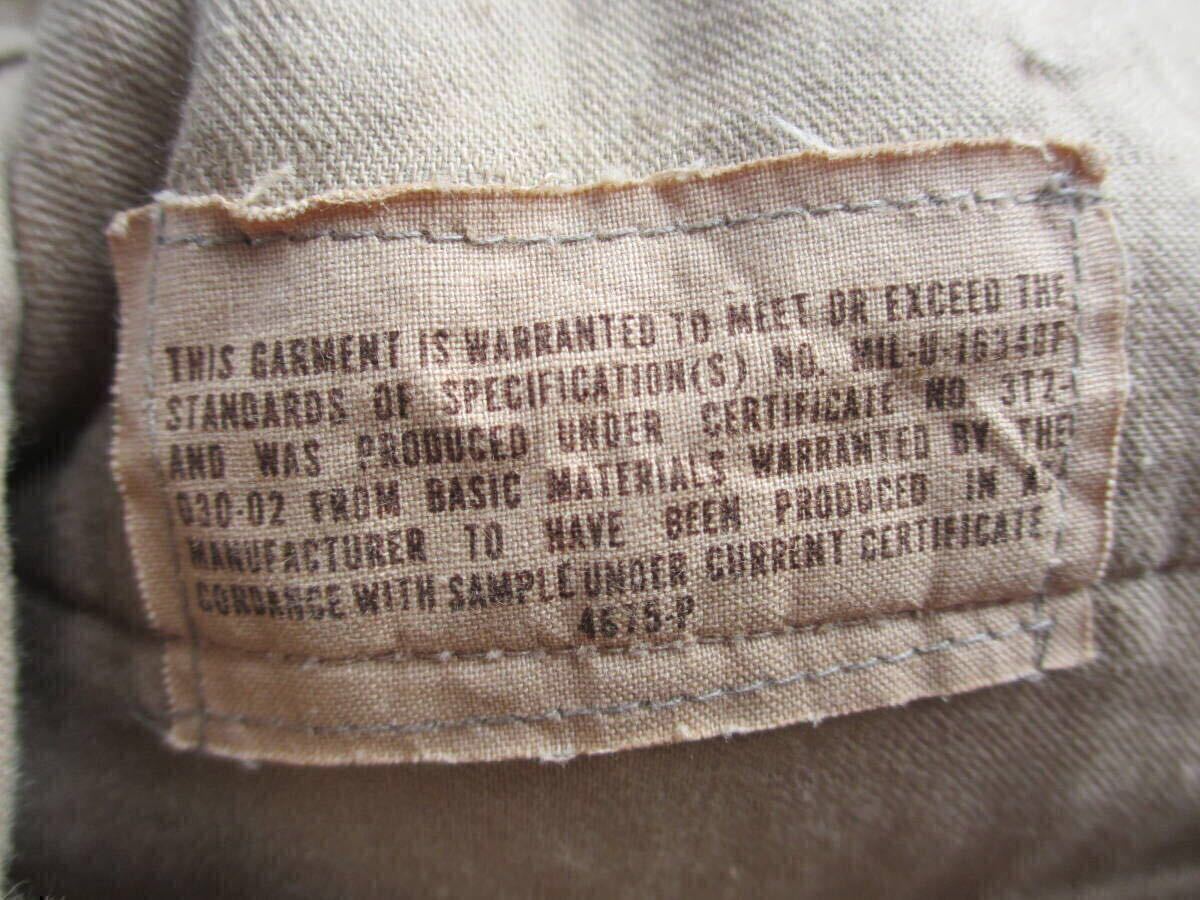 THIS GARMENT IS WARRANTED TO MEET OR EXCEED THE
STANDARDS OF SPECIFICATION(S) NO. MIL-U-16340F
AND WAS PRODUCED UNDER CERTIFICATE NO. 3T2-
030-02 FROM BASIC MATERIALS WARRANTED BY THE
MANUFACTURER TO HAVE BEEN PRODUCED IN
CORDANCE WITH SAMPLE UNDER CURRENT CERTIFICATE
4675-P